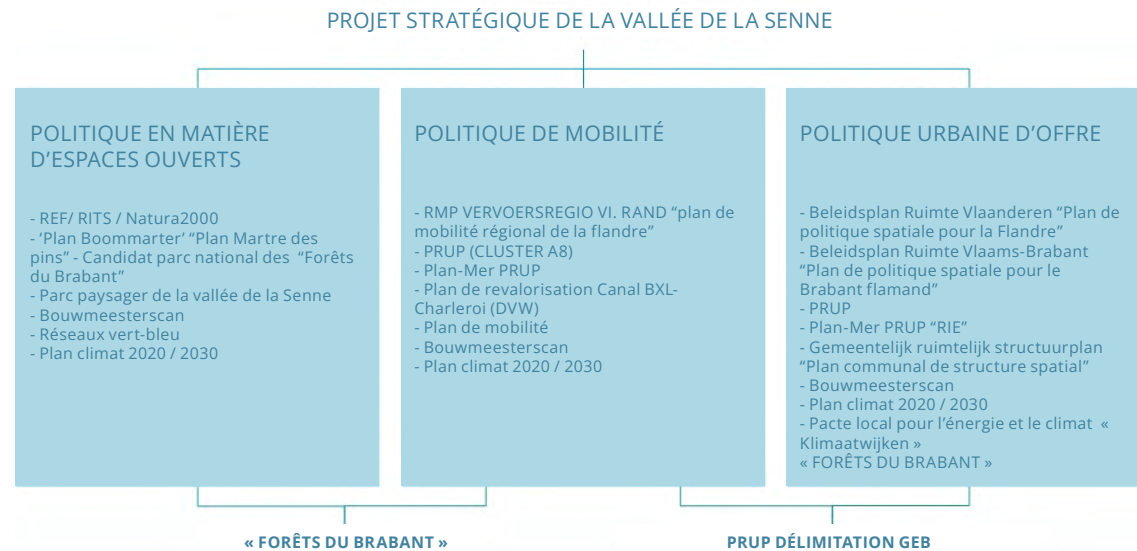 PROJET STRATÉGIQUE DE LA VALLÉE DE LA SENNE
POLITIQUE EN MATIÈRE
D’ESPACES OUVERTS
- REF/ RITS / Natura2000
- ‘Plan Boommarter’ “Plan Martre des
pins” - Candidat parc national des “Forêts
du Brabant”
- Parc paysager de la vallée de la Senne
- Bouwmeesterscan
- Réseaux vert-bleu
- Plan climat 2020 / 2030
POLITIQUE DE MOBILITÉ
- RMP VERVOERSREGIO VI. RAND “plan de
mobilité régional de la flandre”
- PRUP (CLUSTER A8)
- Plan-Mer PRUP
- Plan de revalorisation Canal BXL-
Charleroi (DVW)
- Plan de mobilité
- Bouwmeesterscan
- Plan climat 2020 / 2030
POLITIQUE URBAINE D’OFFRE
- Beleidsplan Ruimte Vlaanderen “Plan de
politique spatiale pour la Flandre”
- Beleidsplan Ruimte Vlaams-Brabant
“Plan de politique spatiale pour le
Brabant flamand”
- PRUP
- Plan-Mer PRUP “RIE”
- Gemeentelijk ruimtelijk structuurplan
“Plan communal de structure spatial”
- Bouwmeesterscan
- Plan climat 2020 / 2030
- Pacte local pour l’énergie et le climat «
Klimaatwijken »
« FORÊTS DU BRABANT »
« FORÊTS DU BRABANT »
PRUP DÉLIMITATION GEB